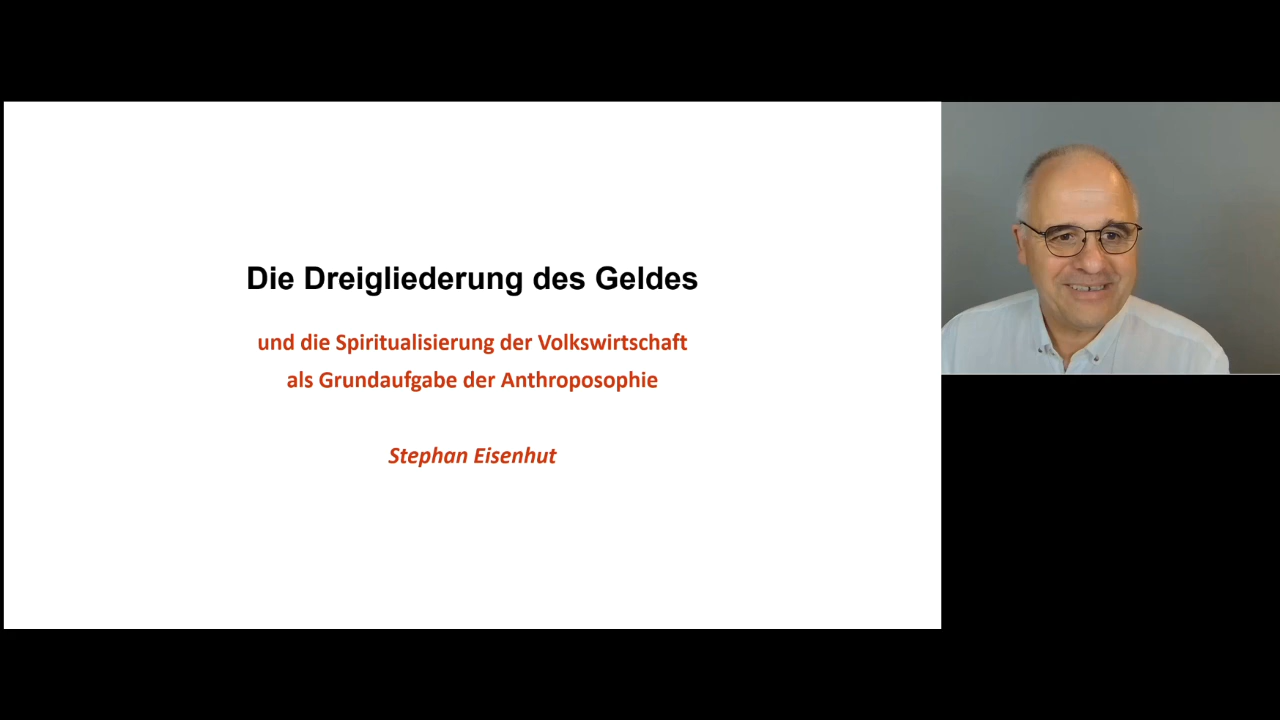 Die Dreigliederung des Geldes
und die Spiritualisierung der Volkswirtschaft
als Grundaufgabe der Anthroposophie
Stephan Eisenhut